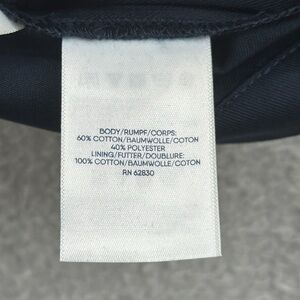 BODY/RUMPF/CORPS:
60% COTTON/BAUMWOLLE/COTON
40% POLYESTER
LINING/FUTTER/DOUBLURE:
100% COTTON/BAUMWOLLE/COTON
RN 62830